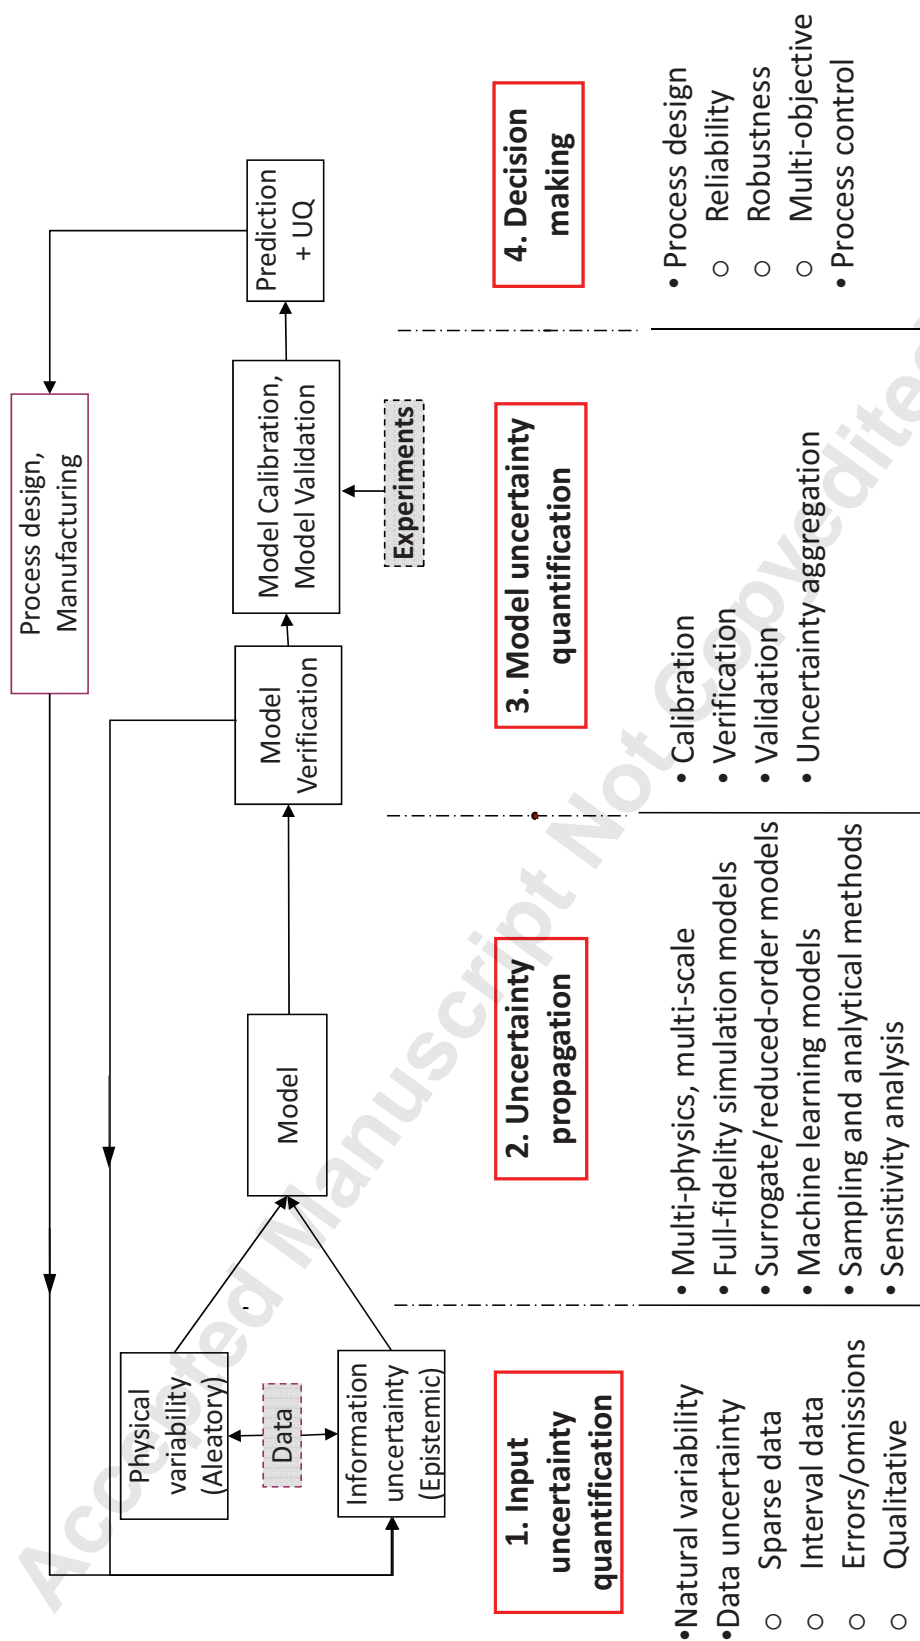 Process design,
Manufacturing
Physical
variability
(Aleatory)
Data
Information
uncertainty
(Epistemic)
Model
Model
Verification
Model Calibration,
Model Validation
Experiments
Prediction
+ UQ
1. Input
uncertainty
quantification
2. Uncertainty
propagation
3. Model uncertainty
quantification
4. Decision
making
•Natural variability
•Data uncertainty
○ Sparse data
○ Interval data
○ Errors/omissions
○ Qualitative
• Multi-physics, multi-scale
• Full-fidelity simulation models
• Surrogate/reduced-order models
• Machine learning models
• Sampling and analytical methods
• Sensitivity analysis
• Calibration
• Verification
• Validation
• Uncertainty aggregation
• Process design
○ Reliability
○ Robustness
○ Multi-objective
• Process control
Accepted Manuscript Not Copyedited